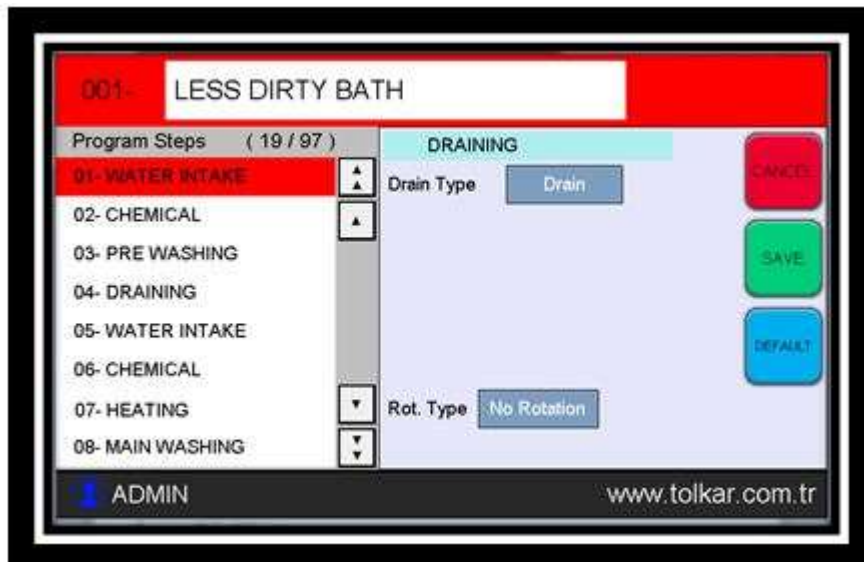 001- LESS DIRTY BATH
Program Steps ( 19 / 97 )
01- WATER INTAKE
02- CHEMICAL
03- PRE WASHING
04- DRAINING
05- WATER INTAKE
06- CHEMICAL
07- HEATING
08- MAIN WASHING
DRAINING
Drain Type Drain
Rot. Type No Rotation
CANCEL
SAVE
DEFAULT
ADMIN
www.tolkar.com.tr